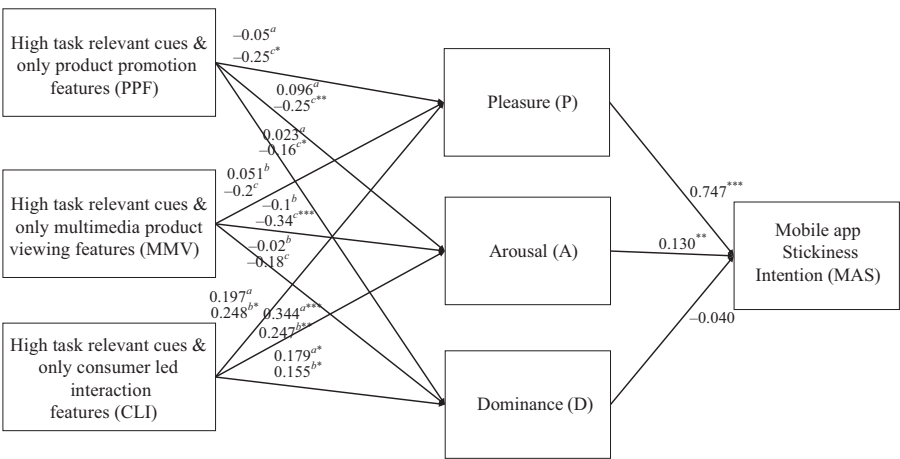 High task relevant cues &
only product promotion
features (PPF)
High task relevant cues &
only multimedia product
viewing features (MMV)
High task relevant cues &
only consumer led
interaction
features (CLI)
–0.05a
–0.25c*
0.096a
–0.25c**
0.023a
–0.16c*
0.051b
–0.2c
–0.1b
–0.34c***
–0.02b
–0.18c
0.197a
0.248b*
0.344a***
0.247b**
0.179a*
0.155b*
Pleasure (P)
Arousal (A)
Dominance (D)
0.747***
0.130**
–0.040
Mobile app
Stickiness
Intention (MAS)